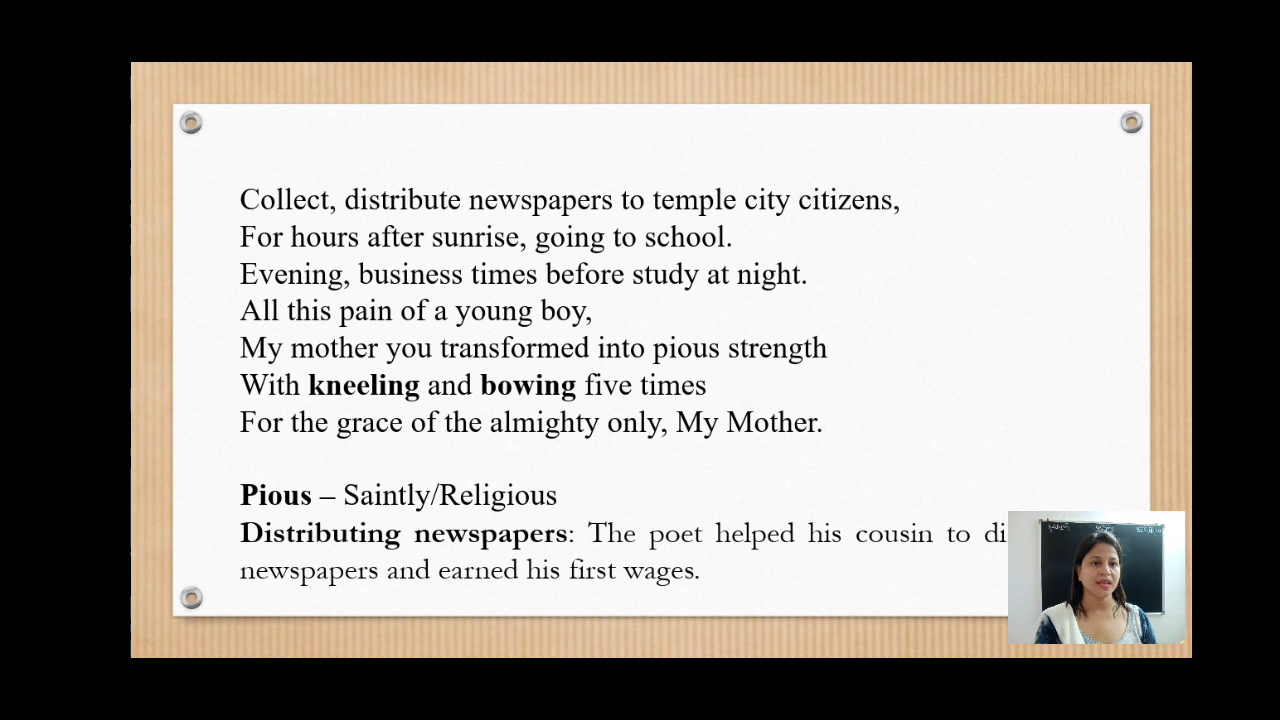 Collect, distribute newspapers to temple city citizens,
For hours after sunrise, going to school.
Evening, business times before study at night.
All this pain of a young boy,
My mother you transformed into pious strength
With kneeling and bowing five times
For the grace of the almighty only, My Mother.
Pious – Saintly/Religious
Distributing newspapers: The poet helped his cousin to
newspapers and earned his first wages.